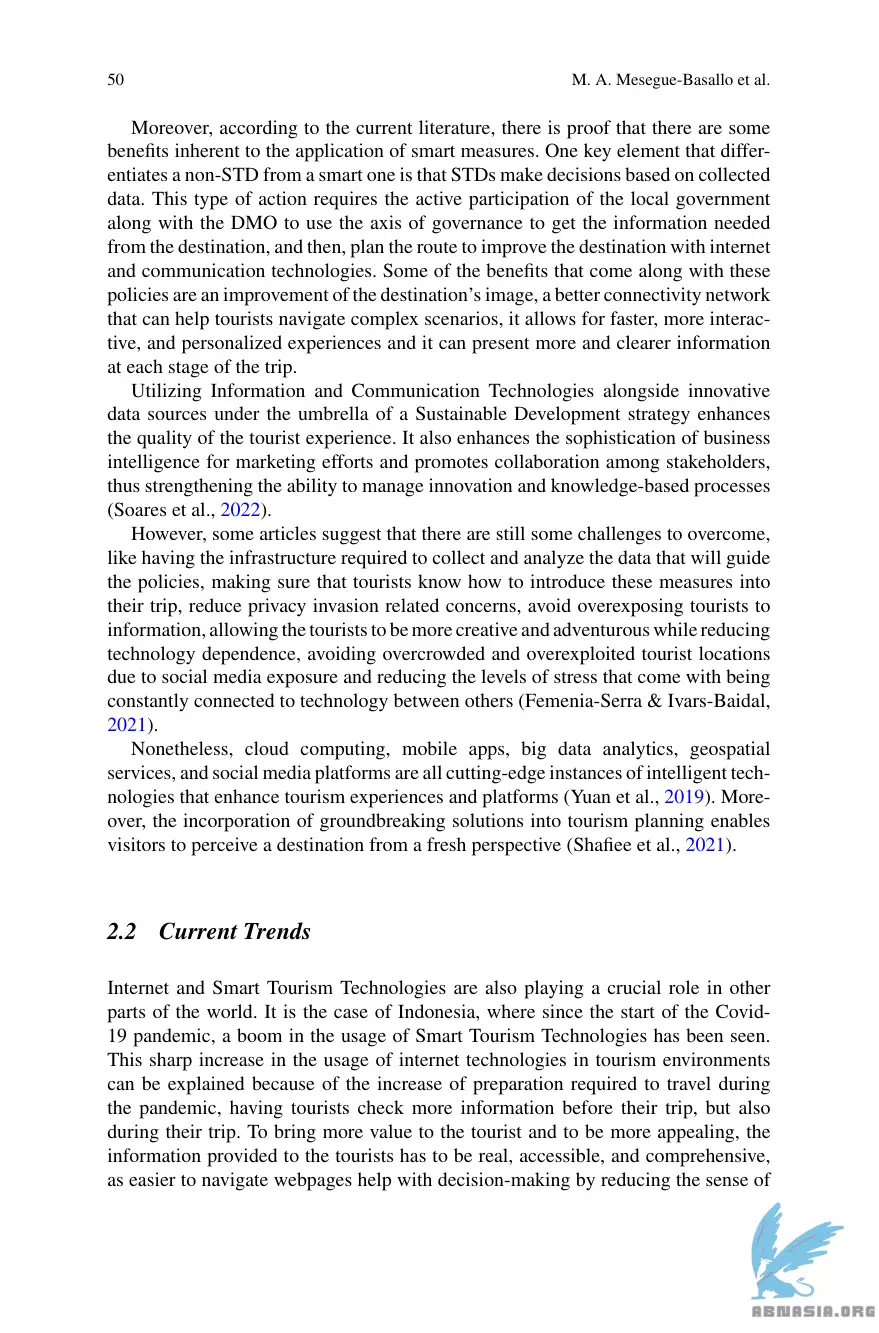 50 M. A. Mesegue-Basallo et al.
Moreover, according to the current literature, there is proof that there are some
benefits inherent to the application of smart measures. One key element that differ-
entiates a non-STD from a smart one is that STDs make decisions based on collected
data. This type of action requires the active participation of the local government
along with the DMO to use the axis of governance to get the information needed
from the destination, and then, plan the route to improve the destination with internet
and communication technologies. Some of the benefits that come along with these
policies are an improvement of the destination's image, a better connectivity network
that can help tourists navigate complex scenarios, it allows for faster, more interac-
tive, and personalized experiences and it can present more and clearer information
at each stage of the trip.
Utilizing Information and Communication Technologies alongside innovative
data sources under the umbrella of a Sustainable Development strategy enhances
the quality of the tourist experience. It also enhances the sophistication of business
intelligence for marketing efforts and promotes collaboration among stakeholders,
thus strengthening the ability to manage innovation and knowledge-based processes
(Soares et al., 2022).
However, some articles suggest that there are still some challenges to overcome,
like having the infrastructure required to collect and analyze the data that will guide
the policies, making sure that tourists know how to introduce these measures into
their trip, reduce privacy invasion related concerns, avoid overexposing tourists to
information, allowing the tourists to be more creative and adventurous while reducing
technology dependence, avoiding overcrowded and overexploited tourist locations
due to social media exposure and reducing the levels of stress that come with being
constantly connected to technology between others (Femenia-Serra & Ivars-Baidal,
2021).
Nonetheless, cloud computing, mobile apps, big data analytics, geospatial
services, and social media platforms are all cutting-edge instances of intelligent tech-
nologies that enhance tourism experiences and platforms (Yuan et al., 2019). More-
over, the incorporation of groundbreaking solutions into tourism planning enables
visitors to perceive a destination from a fresh perspective (Shafiee et al., 2021).
2.2 Current Trends
Internet and Smart Tourism Technologies are also playing a crucial role in other
parts of the world. It is the case of Indonesia, where since the start of the Covid-
19 pandemic, a boom in the usage of Smart Tourism Technologies has been seen.
This sharp increase in the usage of internet technologies in tourism environments
can be explained because of the increase of preparation required to travel during
the pandemic, having tourists check more information before their trip, but also
during their trip. To bring more value to the tourist and to be more appealing, the
information provided to the tourists has to be real, accessible, and comprehensive,
as easier to navigate webpages help with decision-making by reducing the sense of
ABNASIA.ORG